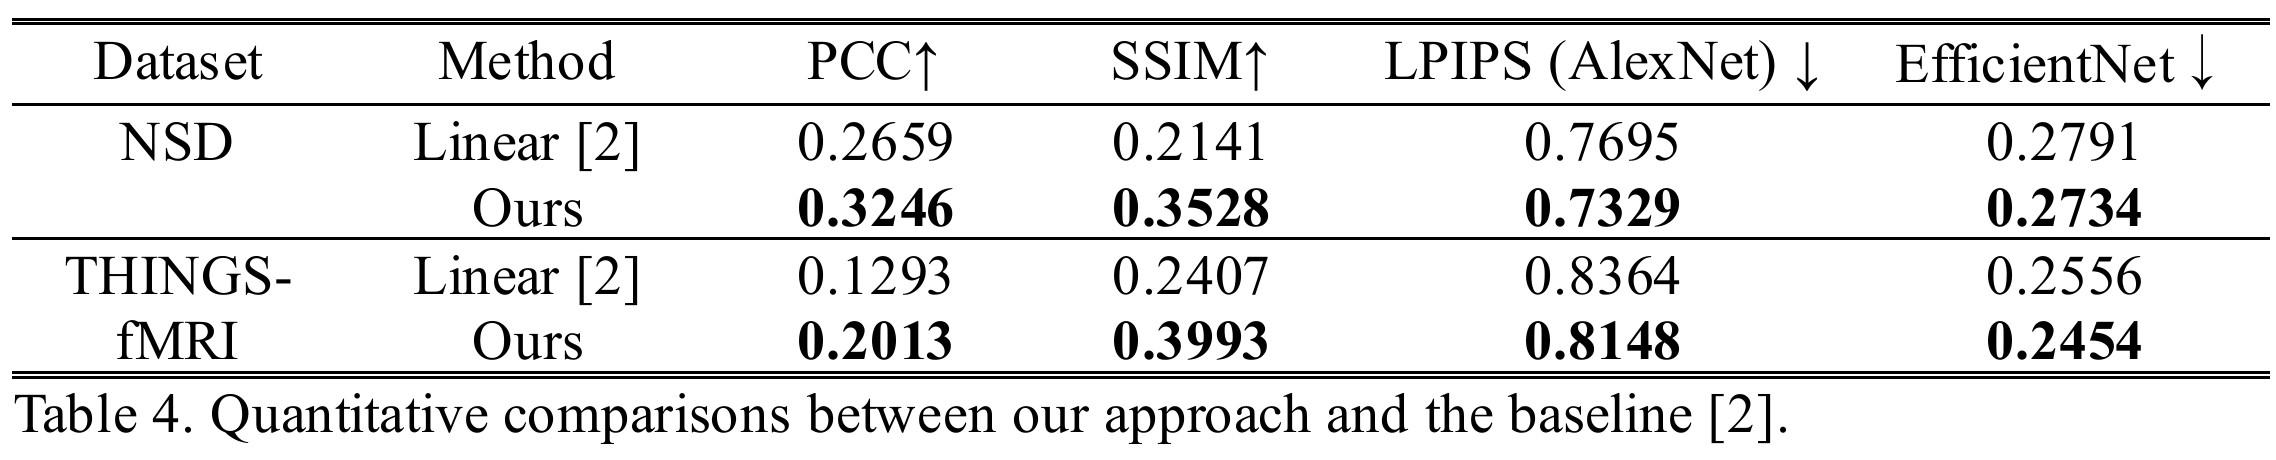 Dataset Method PCC↑ SSIM↑ LPIPS (AlexNet) ↓ EfficientNet ↓
NSD Linear [2] 0.2659 0.2141 0.7695 0.2791
Ours 0.3246 0.3528 0.7329 0.2734
THINGS- Linear [2] 0.1293 0.2407 0.8364 0.2556
fMRI Ours 0.2013 0.3993 0.8148 0.2454
Table 4. Quantitative comparisons between our approach and the baseline [2].